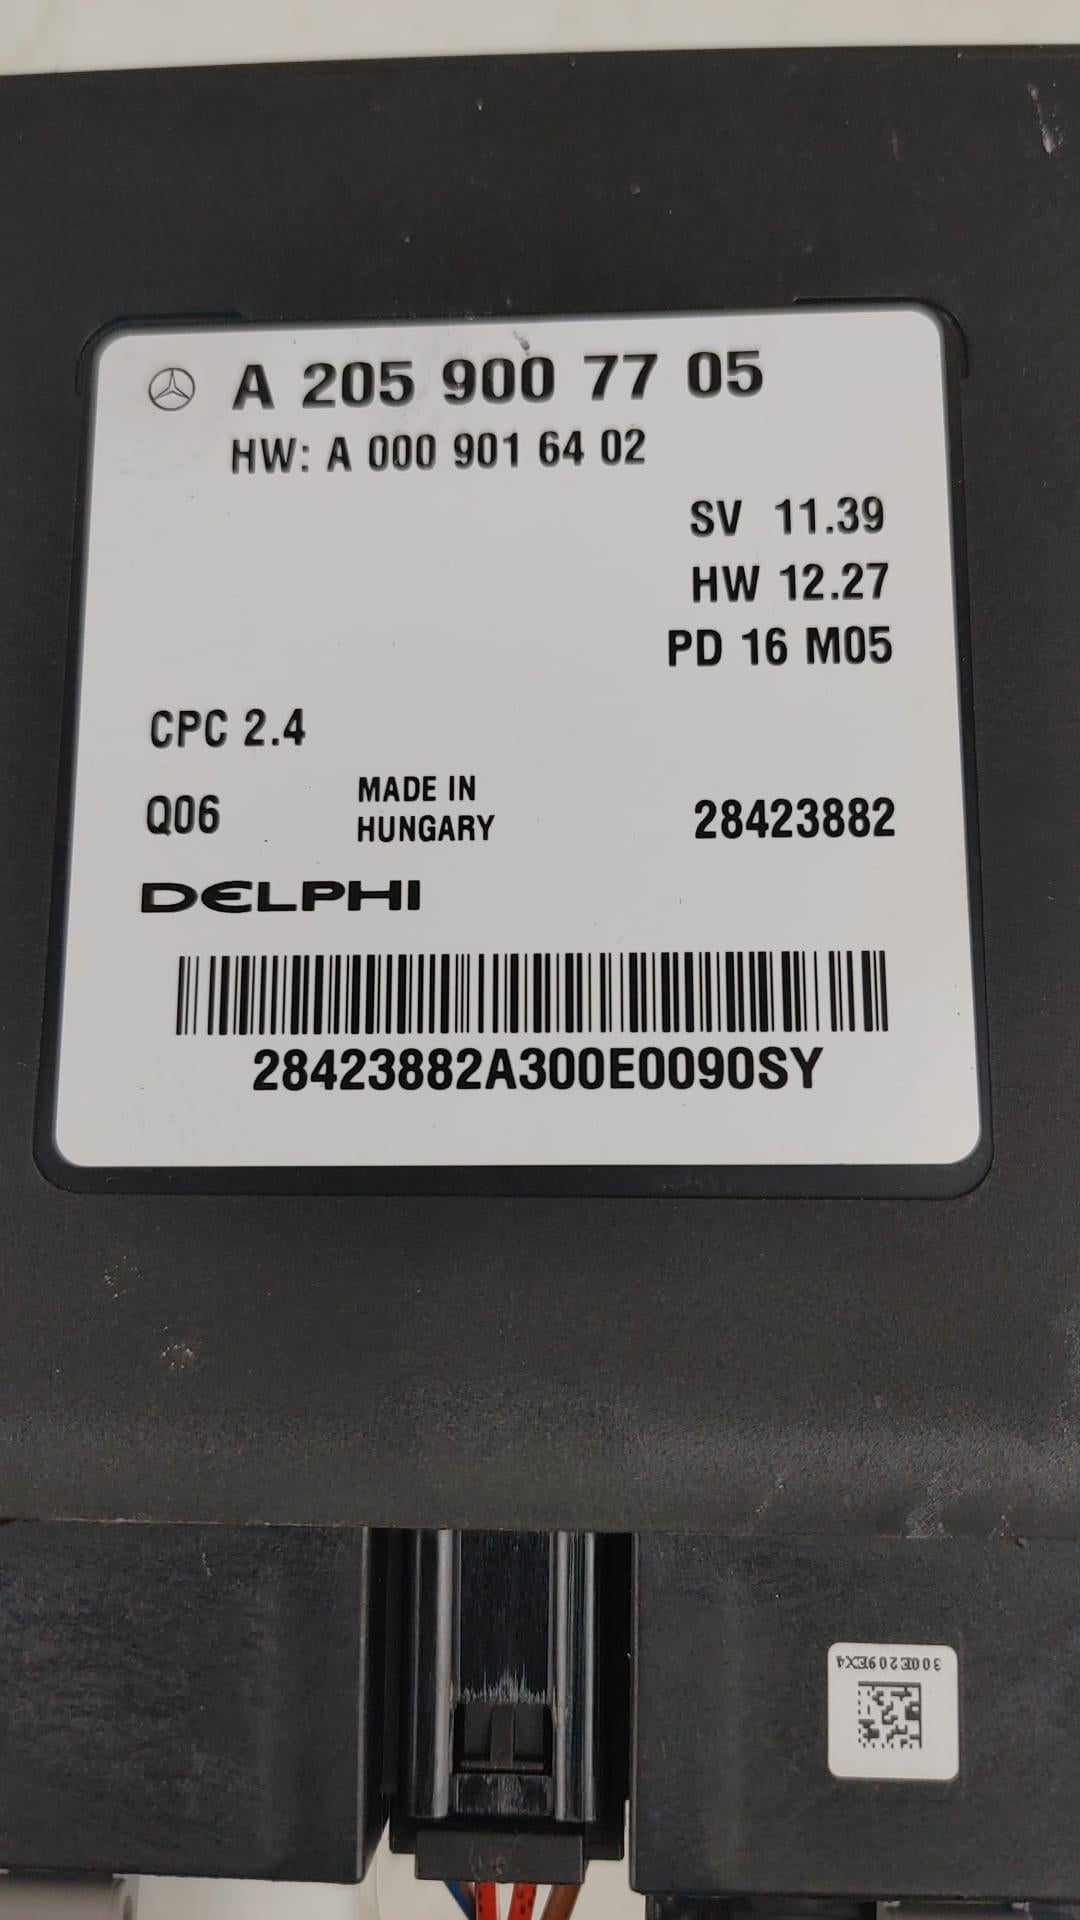 A 205 900 77 05
HW: A 000 901 64 02
SV 11.39
HW 12.27
PD 16 M05
CPC 2.4
Q06
MADE IN
HUNGARY
28423882
DELPHI
28423882A300E0090SY
300E209EX4